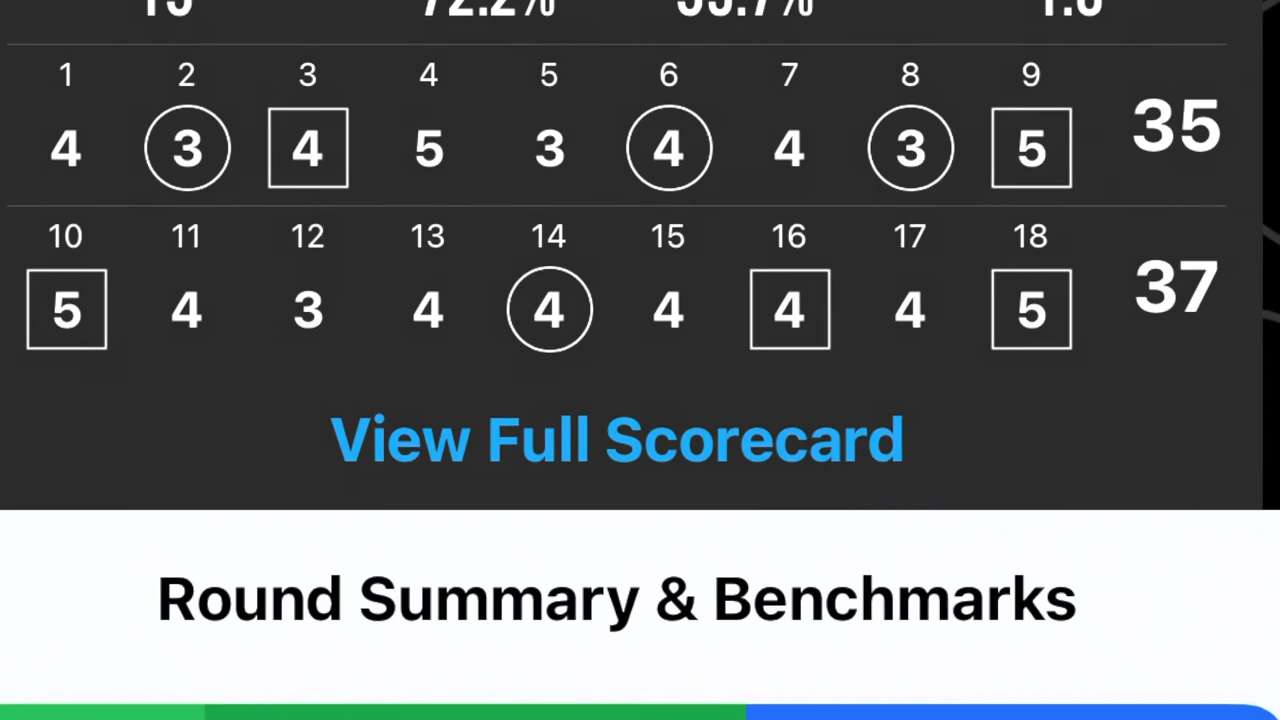 72.2%
1 2 3 4 5 6 7 8 9
4 3 4 5 3 4 4 3 5 35
10 11 12 13 14 15 16 17 18
5 4 3 4 4 4 4 4 5 37
View Full Scorecard
Round Summary & Benchmarks